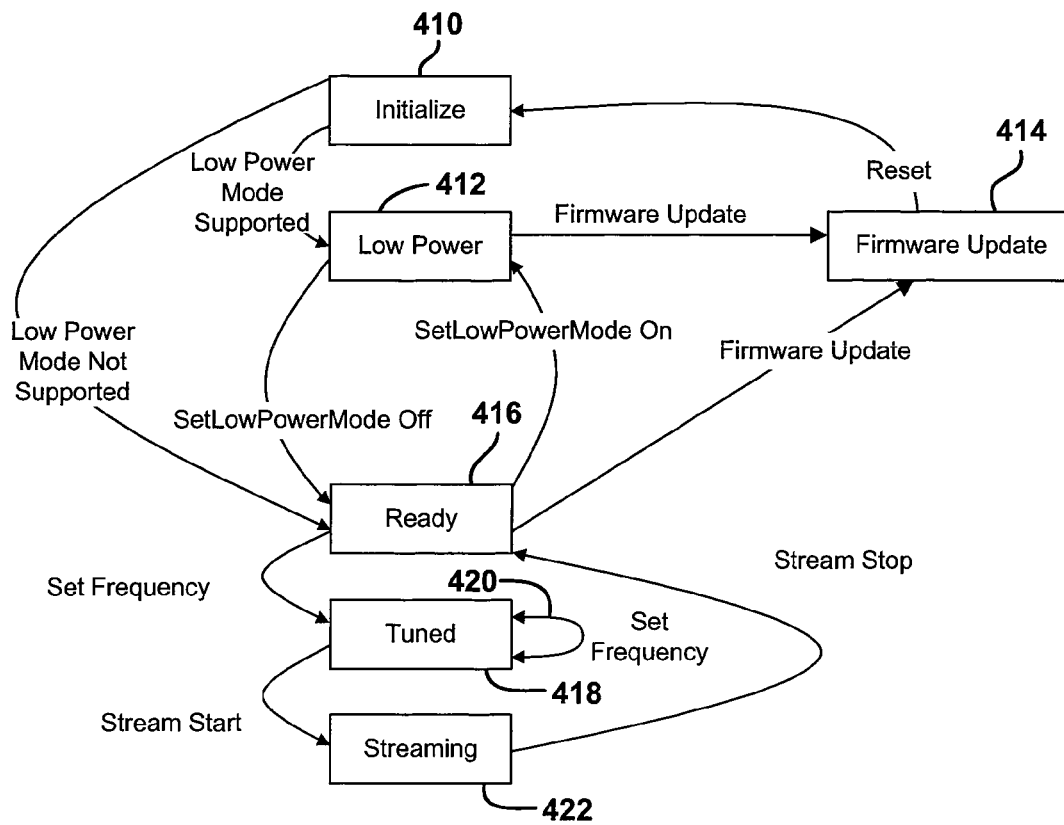 410
Initialize
414
Low Power
Mode
Supported
412
Reset
Firmware Update
Low Power
Firmware Update
Low Power
Mode Not
Supported
SetLowPowerMode On
Firmware Update
SetLowPowerMode Off
416
Ready
Stream Stop
Set Frequency
420
Tuned
Set
Frequency
418
Stream Start
Streaming
422